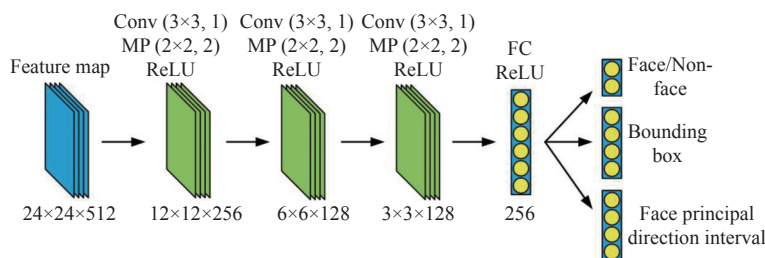 Conv (3×3, 1)
MP (2×2, 2)
ReLU
Conv (3×3, 1)
MP (2×2, 2)
ReLU
Conv (3×3, 1)
MP (2×2, 2)
ReLU
FC
ReLU
Feature map
Face/Non-
face
Bounding
box
Face principal
direction interval
24×24×512
12×12×256
6×6×128
3×3×128
256